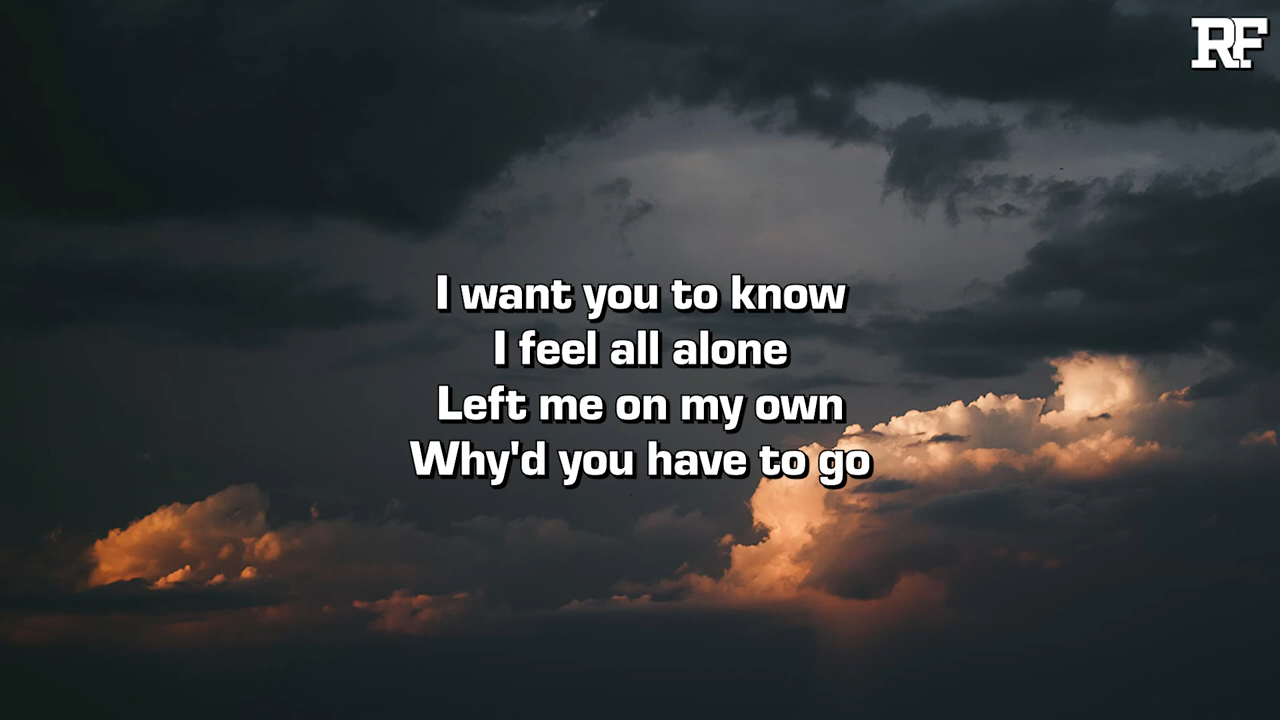 RF
I want you to know
I feel all alone
Left me on my own
Why'd you have to go